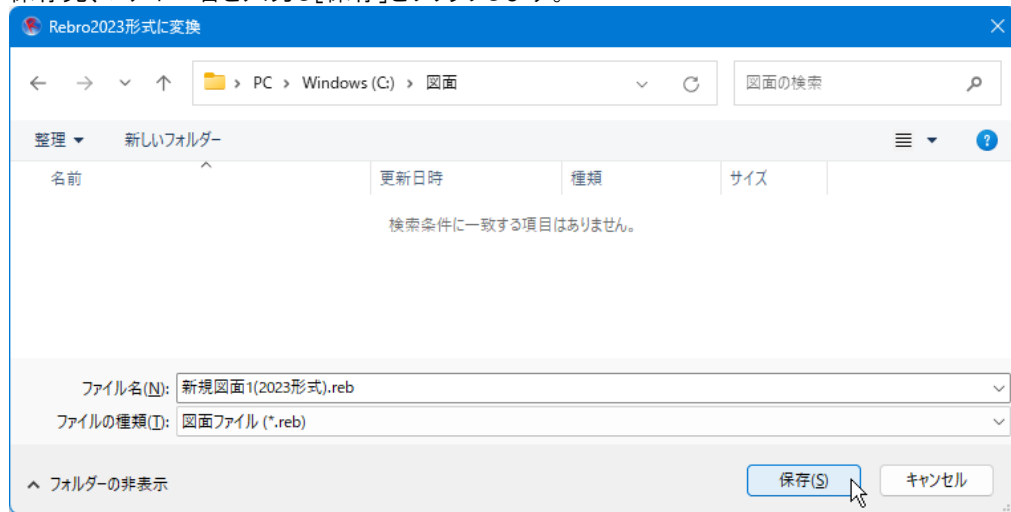 Rebro2023形式に変換
PC > Windows (C:) > 図面
図面の検索
整理 新しいフォルダー
名前 更新日時 種類 サイズ
検索条件に一致する項目はありません。
ファイル名(N): 新規図面1(2023形式).reb
ファイルの種類(T): 図面ファイル (*.reb)
フォルダーの非表示 保存(S) キャンセル